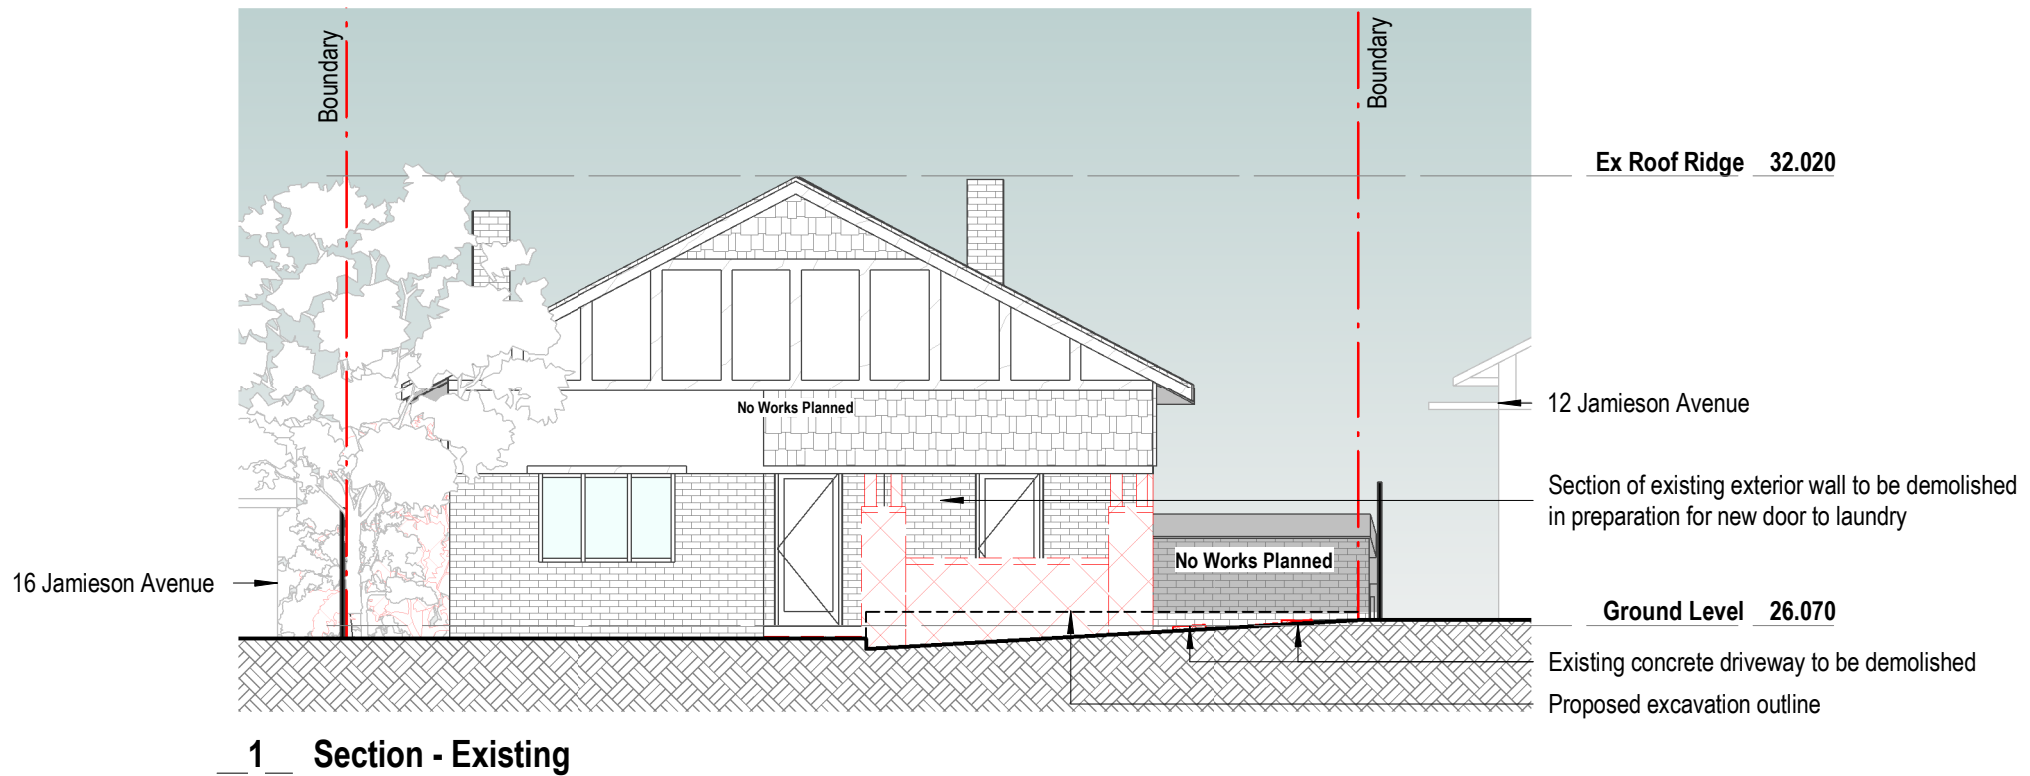 Boundary
Boundary
Ex Roof Ridge 32.020
12 Jamieson Avenue
No Works Planned
Section of existing exterior wall to be demolished
in preparation for new door to laundry
No Works Planned
16 Jamieson Avenue
Ground Level 26.070
Existing concrete driveway to be demolished
Proposed excavation outline
1 Section - Existing